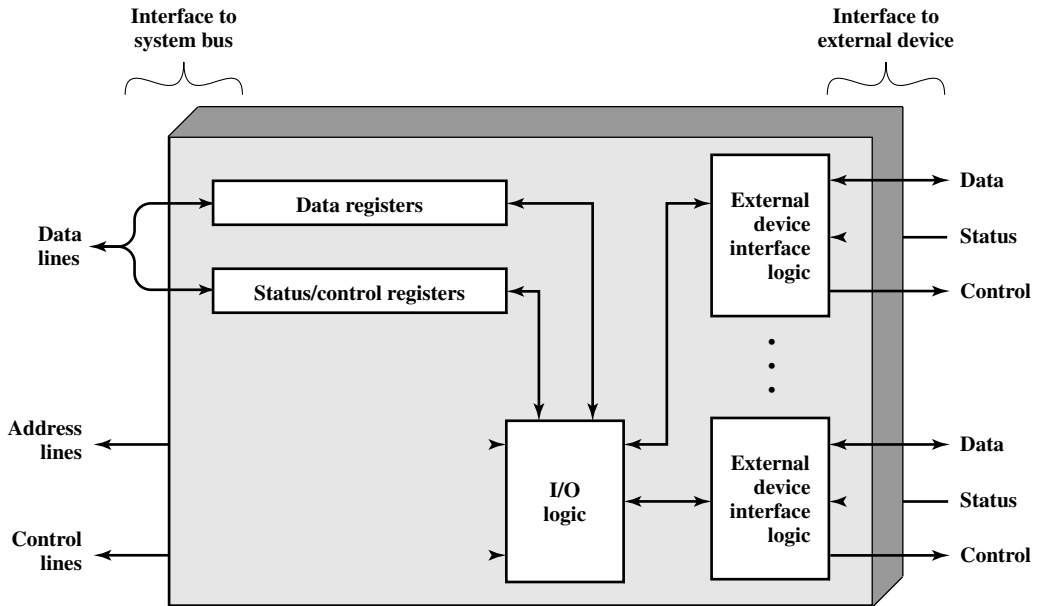 Interface to
system bus
Interface to
external device
Data registers
Status/control registers
Data
lines
Address
lines
Control
lines
I/O
logic
External
device
interface
logic
Data
Status
Control
External
device
interface
logic
Data
Status
Control